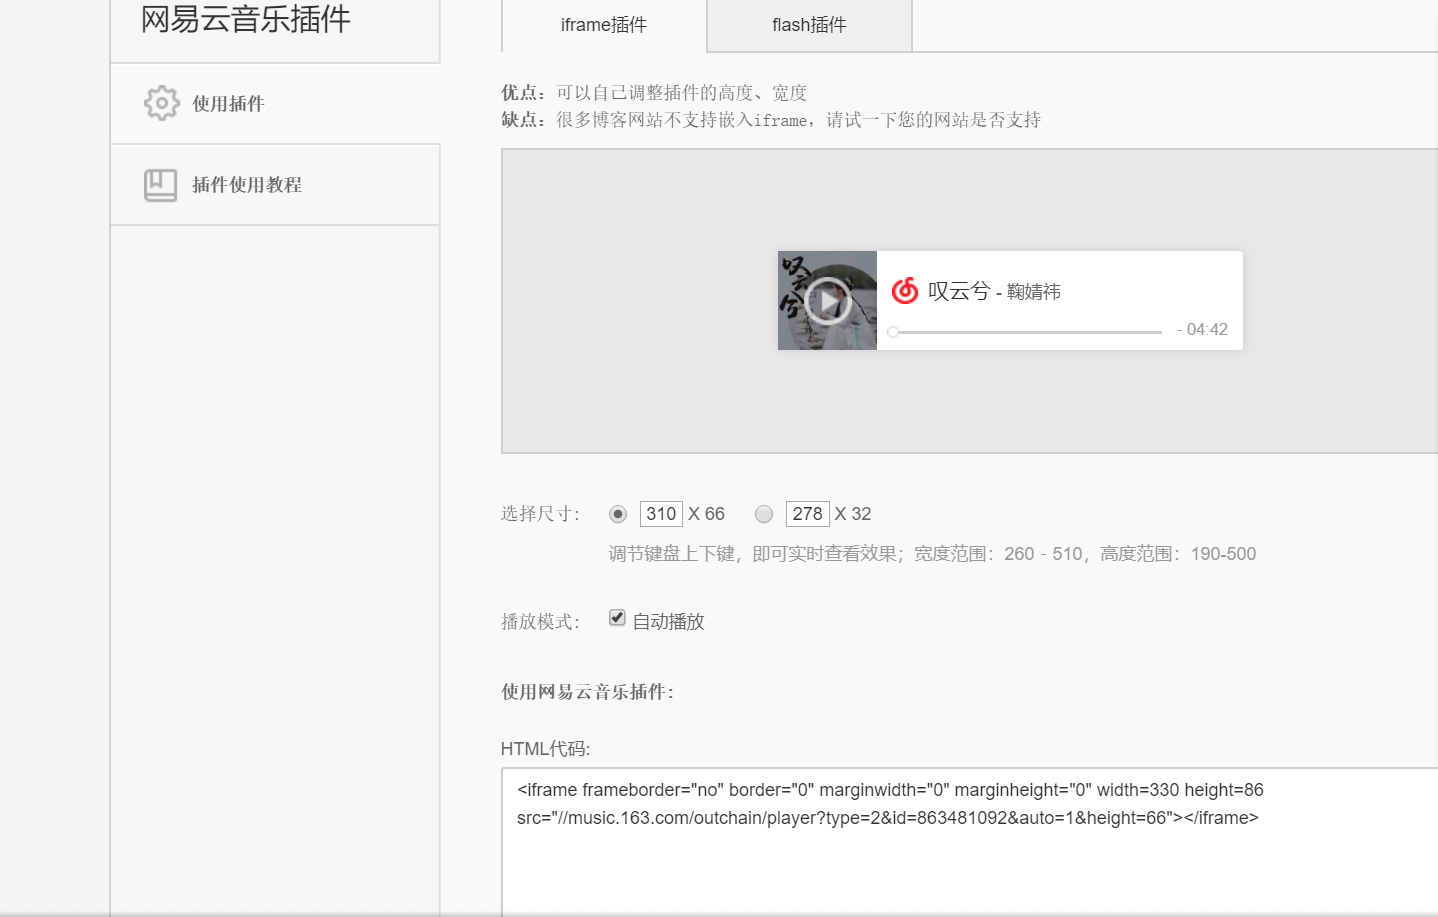 网易云音乐插件
使用插件
插件使用教程
iframe插件
flash插件
优点：可以自己调整插件的高度、宽度
缺点：很多博客网站不支持嵌入iframe，请试一下您的网站是否支持
叹云兮
叹云兮 - 鞠婧祎
- 04:42
选择尺寸： 310 X 66 278 X 32
调节键盘上下键，即可实时查看效果；宽度范围：260 - 510，高度范围：190-500
播放模式： 自动播放
使用网易云音乐插件：
HTML代码:
<iframe frameborder="no" border="0" marginwidth="0" marginheight="0" width=330 height=86
src="//music.163.com/outchain/player?type=2&id=863481092&auto=1&height=66"></iframe>